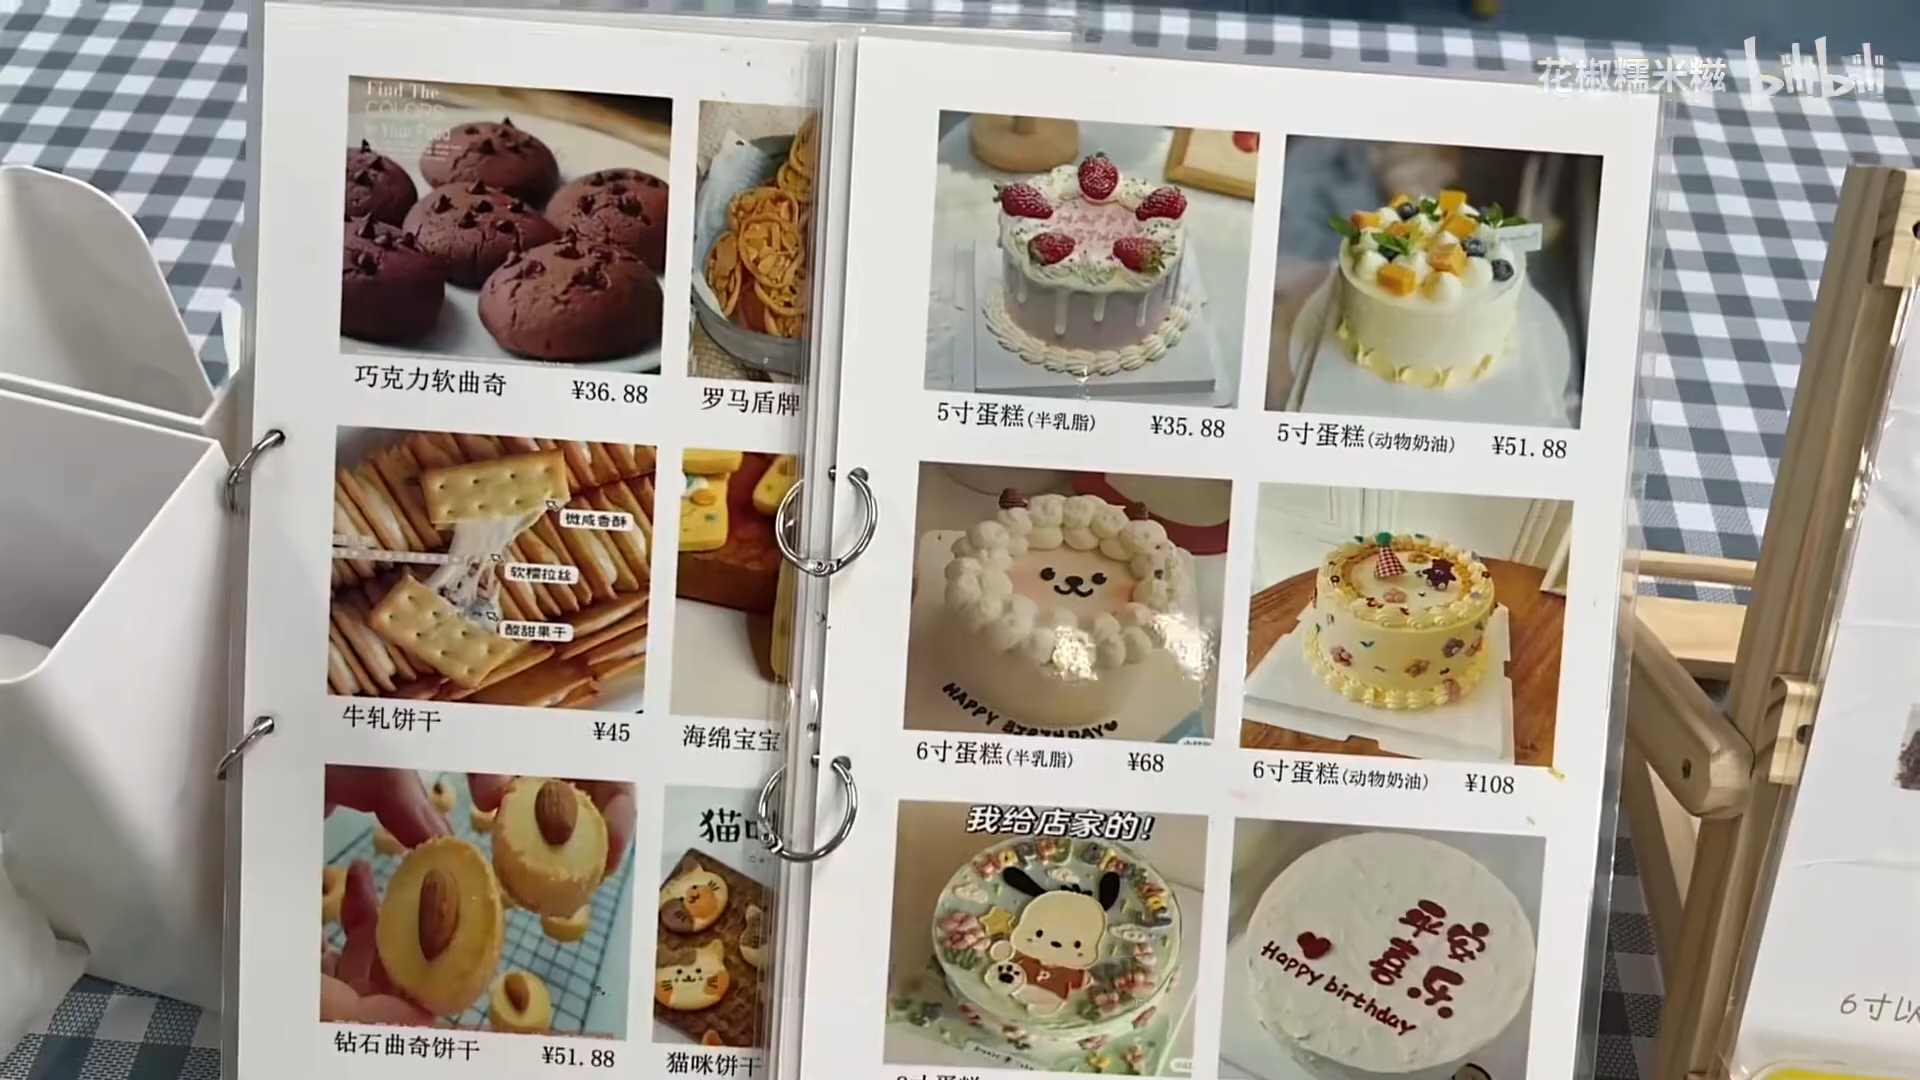 花椒糯米糍 bilibili
Find The
COLORS
In Your Food
巧克力软曲奇 ¥36.88
罗马盾牌
微咸香酥
软糯拉丝
酸甜果干
牛轧饼干 ¥45
海绵宝宝
钻石曲奇饼干 ¥51.88
猫咪饼干
HAPPY
5寸蛋糕(半乳脂) ¥35.88
5寸蛋糕(动物奶油) ¥51.88
HAPPY BIRTHDAY
6寸蛋糕(半乳脂) ¥68
6寸蛋糕(动物奶油) ¥108
我给店家的!
平安
喜乐
Happy birthday
6寸以